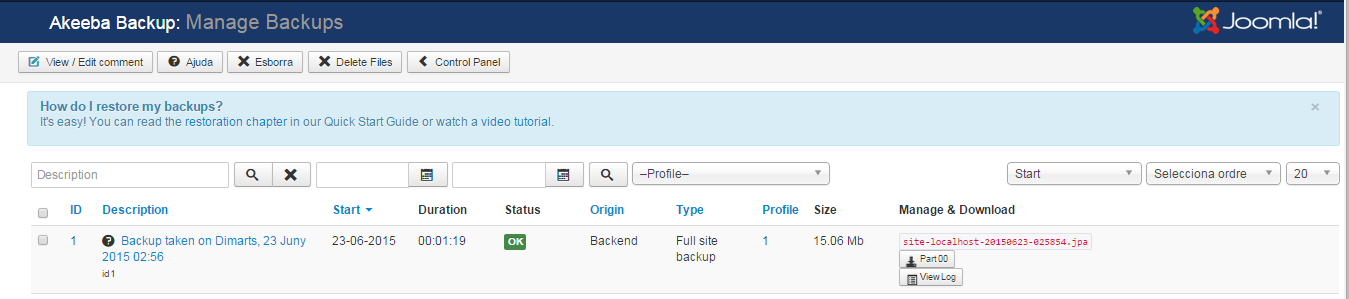 Akeeba Backup: Manage Backups
Joomla!®
View / Edit comment
Ajuda
Esborra
Delete Files
Control Panel
How do I restore my backups?
×
It's easy! You can read the restoration chapter in our Quick Start Guide or watch a video tutorial.
Description
–Profile–
Start
Selecciona ordre
20
ID
Description
Start
Duration
Status
Origin
Type
Profile
Size
Manage & Download
1
Backup taken on Dimarts, 23 Juny
2015 02:56
id1
23-06-2015
00:01:19
OK
Backend
Full site
backup
1
15.06 Mb
site-localhost-20150623-025854.jpa
Part 00
View Log